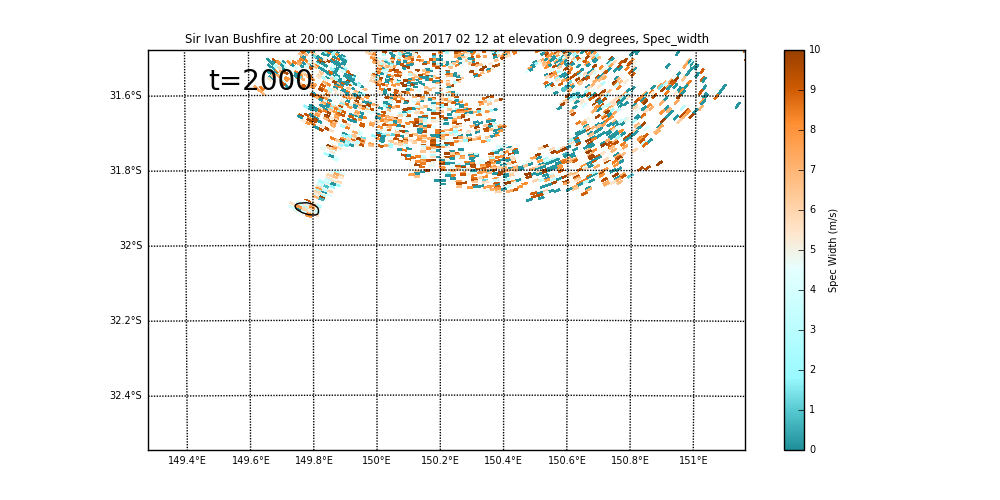 Sir Ivan Bushfire at 20:00 Local Time on 2017 02 12 at elevation 0.9 degrees, Spec_width
t=2000
31.6°S
31.8°S
32°S
32.2°S
32.4°S
149.4°E 149.6°E 149.8°E 150°E 150.2°E 150.4°E 150.6°E 150.8°E 151°E
10
9
8
7
6
5
4
3
2
1
0
Spec Width (m/s)